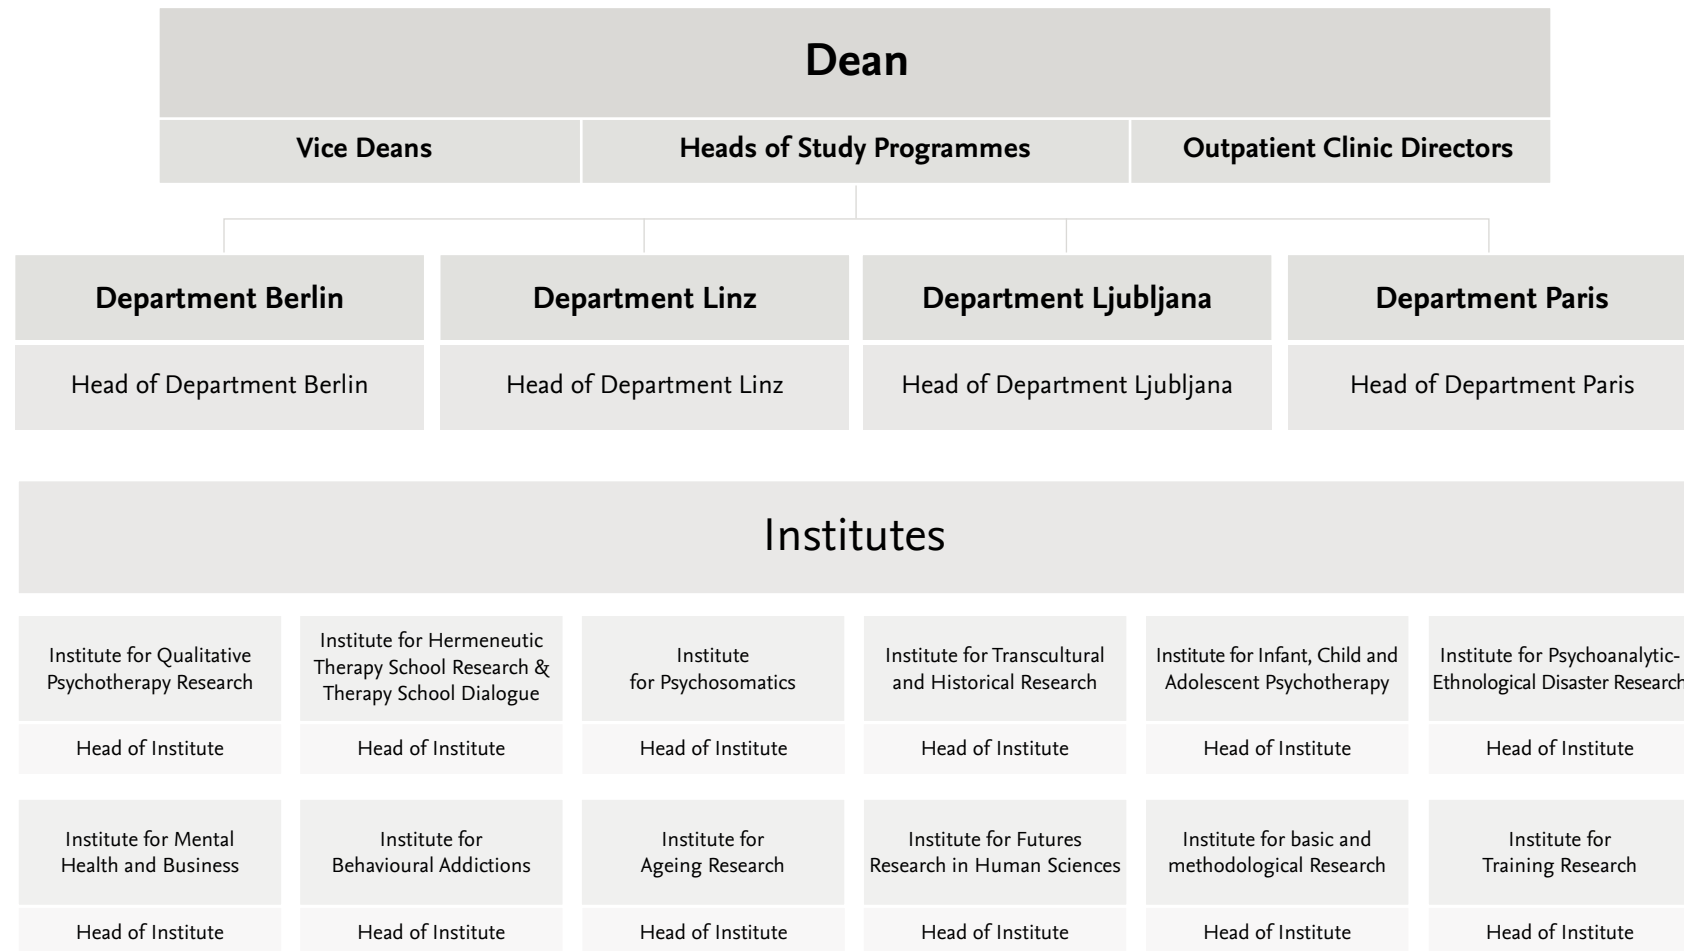 Dean
Vice Deans
Heads of Study Programmes
Outpatient Clinic Directors
Department Berlin
Department Linz
Department Ljubljana
Department Paris
Head of Department Berlin
Head of Department Linz
Head of Department Ljubljana
Head of Department Paris
Institutes
Institute for Qualitative
Psychotherapy Research
Institute for Hermeneutic
Therapy School Research &
Therapy School Dialogue
Institute
for Psychosomatics
Institute for Transcultural
and Historical Research
Institute for Infant, Child and
Adolescent Psychotherapy
Institute for Psychoanalytic-
Ethnological Disaster Research
Head of Institute
Head of Institute
Head of Institute
Head of Institute
Head of Institute
Head of Institute
Institute for Mental
Health and Business
Institute for
Behavioural Addictions
Institute for
Ageing Research
Institute for Futures
Research in Human Sciences
Institute for basic and
methodological Research
Institute for
Training Research
Head of Institute
Head of Institute
Head of Institute
Head of Institute
Head of Institute
Head of Institute